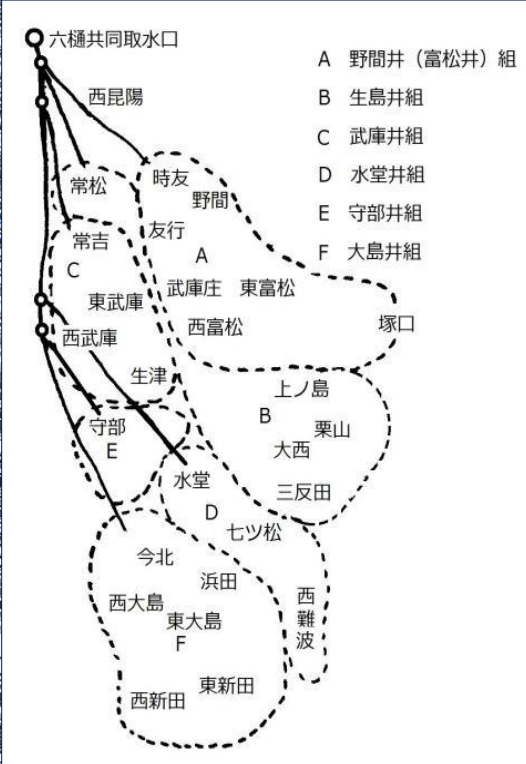 六樋共同取水口
A 野間井（富松井）組
B 生島井組
C 武庫井組
D 水堂井組
E 守部井組
F 大島井組
西昆陽
常松
時友
野間
友行
A
常吉
C
武庫庄 東富松
東武庫
西富松
塚口
西武庫
生津
上ノ島
B
栗山
大西
守部
E
水堂
三反田
D
七ツ松
今北
浜田
西大島
東大島
F
西難波
東新田
西新田